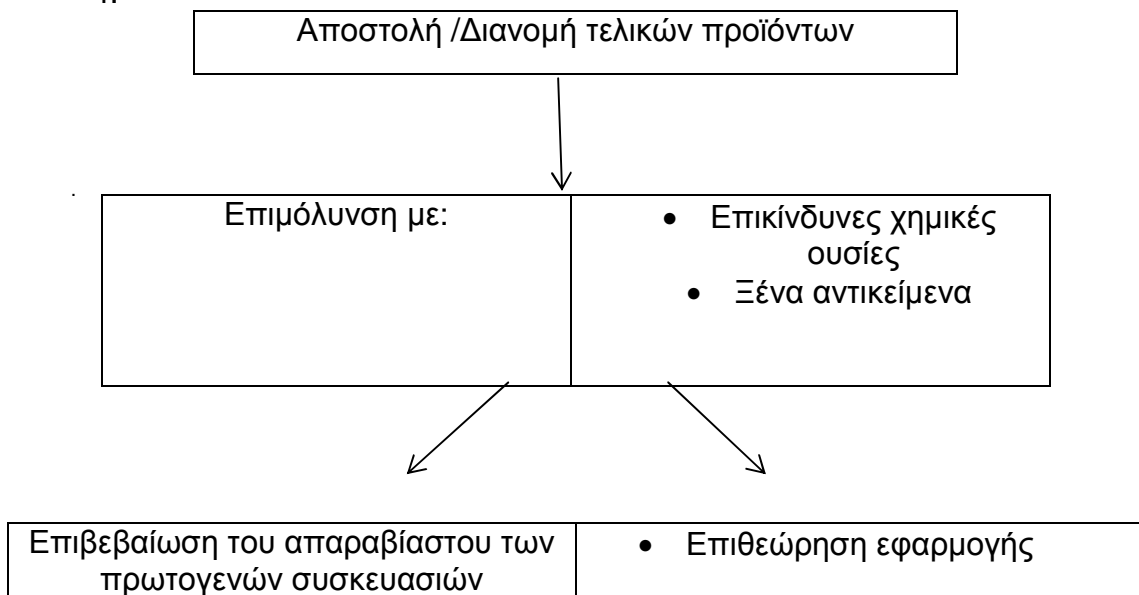 Αποστολή /Διανομή τελικών προϊόντων
Επιμόλυνση με:
• Επικίνδυνες χημικές
ουσίες
• Ξένα αντικείμενα
Επιβεβαίωση του απαραβίαστου των
πρωτογενών συσκευασιών
• Επιθεώρηση εφαρμογής